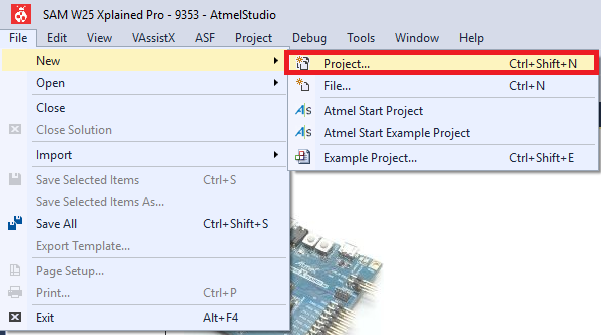 SAM W25 Xplained Pro - 9353 - AtmelStudio
File Edit View VAssistX ASF Project Debug Tools Window Help
New
Open
Close
Close Solution
Import
Save Selected Items Ctrl+S
Save Selected Items As...
Save All Ctrl+Shift+S
Export Template...
Page Setup...
Print... Ctrl+P
Exit Alt+F4
Project... Ctrl+Shift+N
File... Ctrl+N
Atmel Start Project
Atmel Start Example Project
Example Project... Ctrl+Shift+E
Atmel